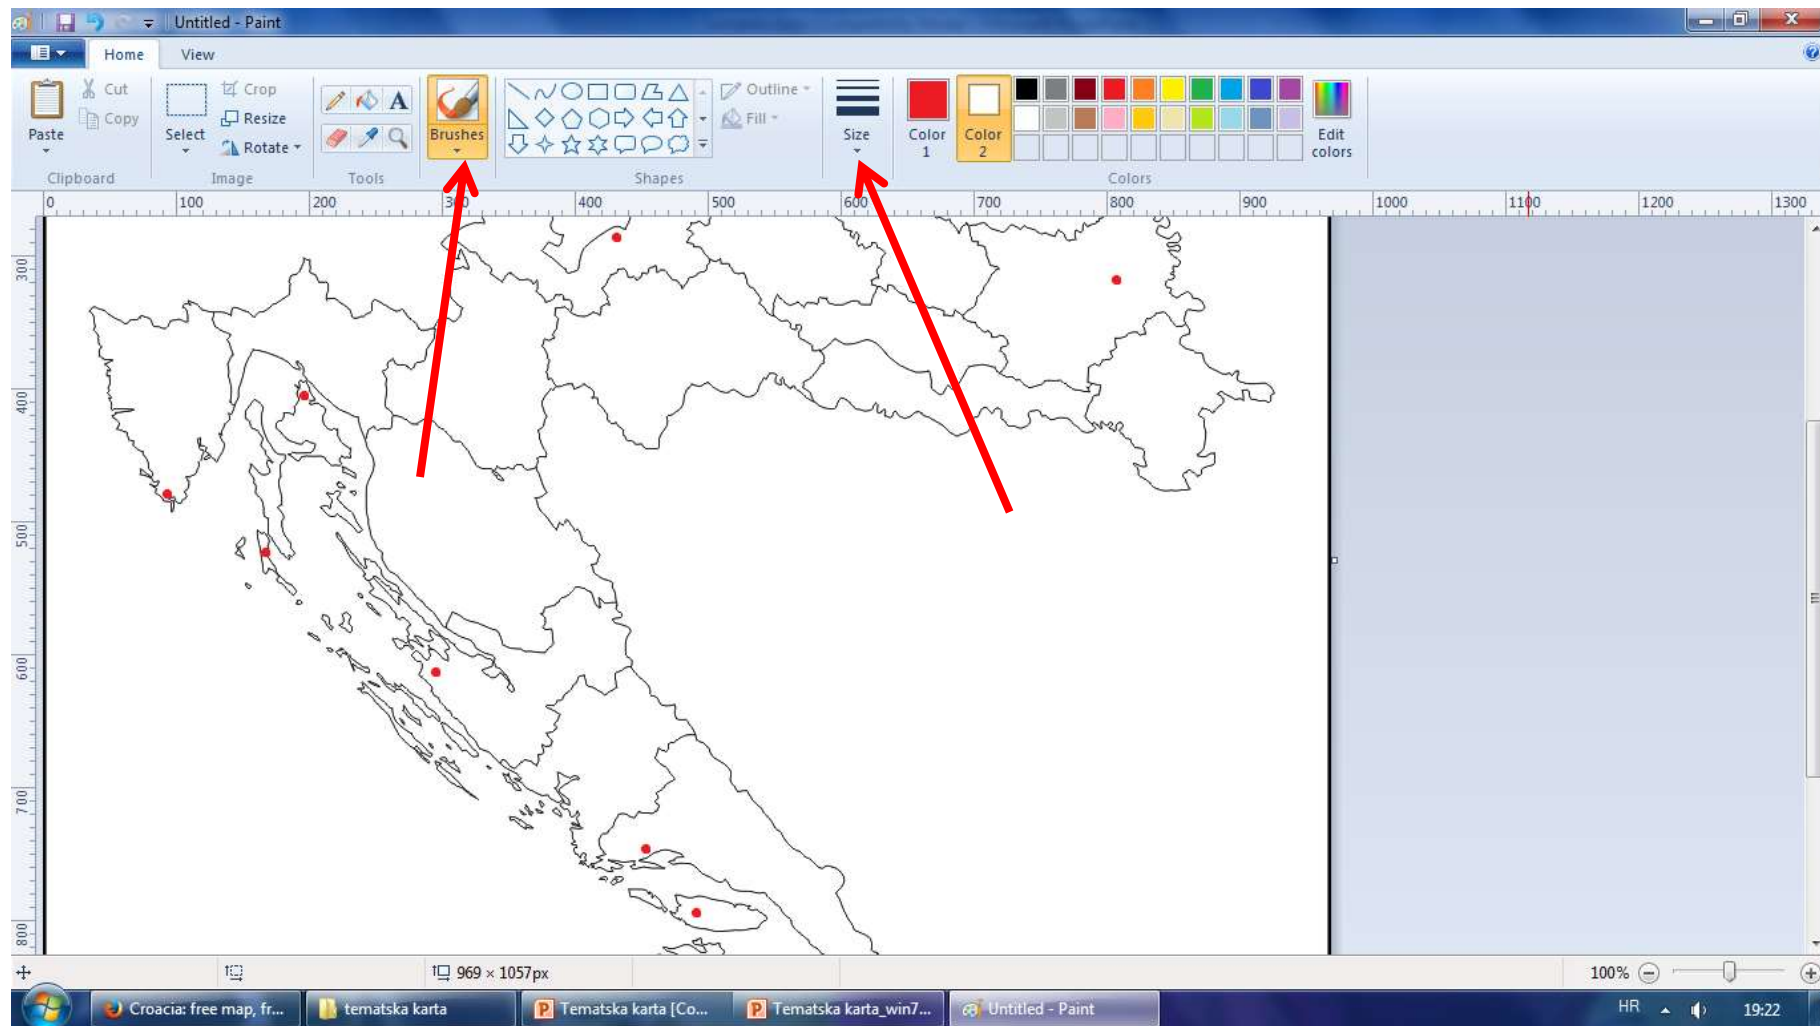 Untitled - Paint
Home View
Paste
Cut
Copy
Clipboard
Select
Crop
Resize
Rotate
Image
A
Tools
Brushes
Shapes
Outline
Fill
Size
Color 1
Color 2
Edit colors
Colors
0 100 200 300 400 500 600 700 800 900 1000 1100 1200 1300
300
400
500
600
700
800
969 × 1057px
100%
Croacia: free map, fr...
tematska karta
Tematska karta [Co...
Tematska karta_win7...
Untitled - Paint
HR
19:22